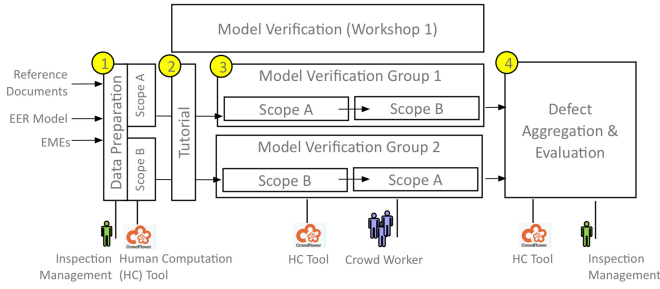 Model Verification (Workshop 1)
1
2
3
4
Reference
Documents
EER Model
EMEs
Data Preparation
Scope A
Scope B
Tutorial
Model Verification Group 1
Scope A
Scope B
Model Verification Group 2
Scope B
Scope A
Defect
Aggregation &
Evaluation
CrowdFlower
CrowdFlower
CrowdFlower
Inspection
Management
Human Computation
(HC) Tool
HC Tool
Crowd Worker
HC Tool
Inspection
Management